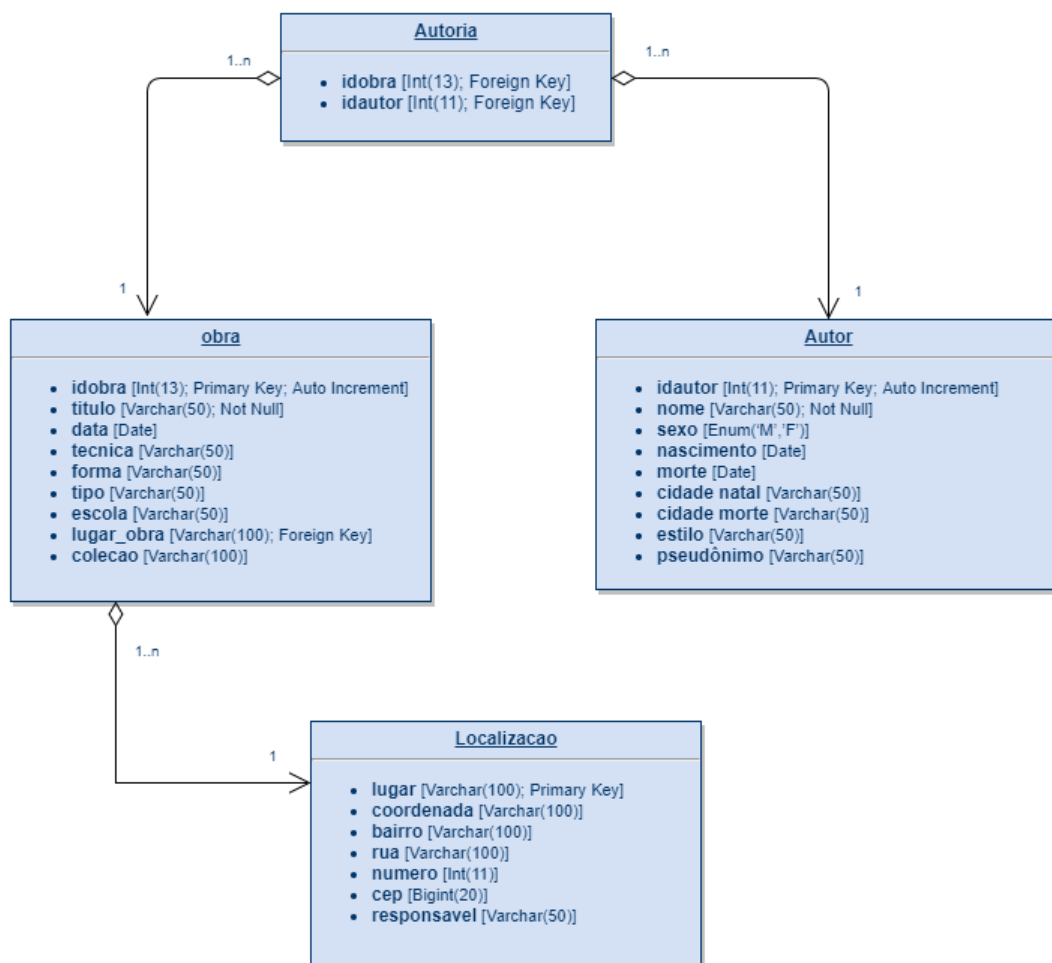 Autoria
1..n
1..n
• idobra [Int(13); Foreign Key]
• idautor [Int(11); Foreign Key]
1
1
obra
• idobra [Int(13); Primary Key; Auto Increment]
• titulo [Varchar(50); Not Null]
• data [Date]
• tecnica [Varchar(50)]
• forma [Varchar(50)]
• tipo [Varchar(50)]
• escola [Varchar(50)]
• lugar_obra [Varchar(100); Foreign Key]
• colecao [Varchar(100)]
Autor
• idautor [Int(11); Primary Key; Auto Increment]
• nome [Varchar(50); Not Null]
• sexo [Enum(‘M’,’F’)]
• nascimento [Date]
• morte [Date]
• cidade natal [Varchar(50)]
• cidade morte [Varchar(50)]
• estilo [Varchar(50)]
• pseudônimo [Varchar(50)]
1..n
1
Localizacao
• lugar [Varchar(100); Primary Key]
• coordenada [Varchar(100)]
• bairro [Varchar(100)]
• rua [Varchar(100)]
• numero [Int(11)]
• cep [Bigint(20)]
• responsavel [Varchar(50)]